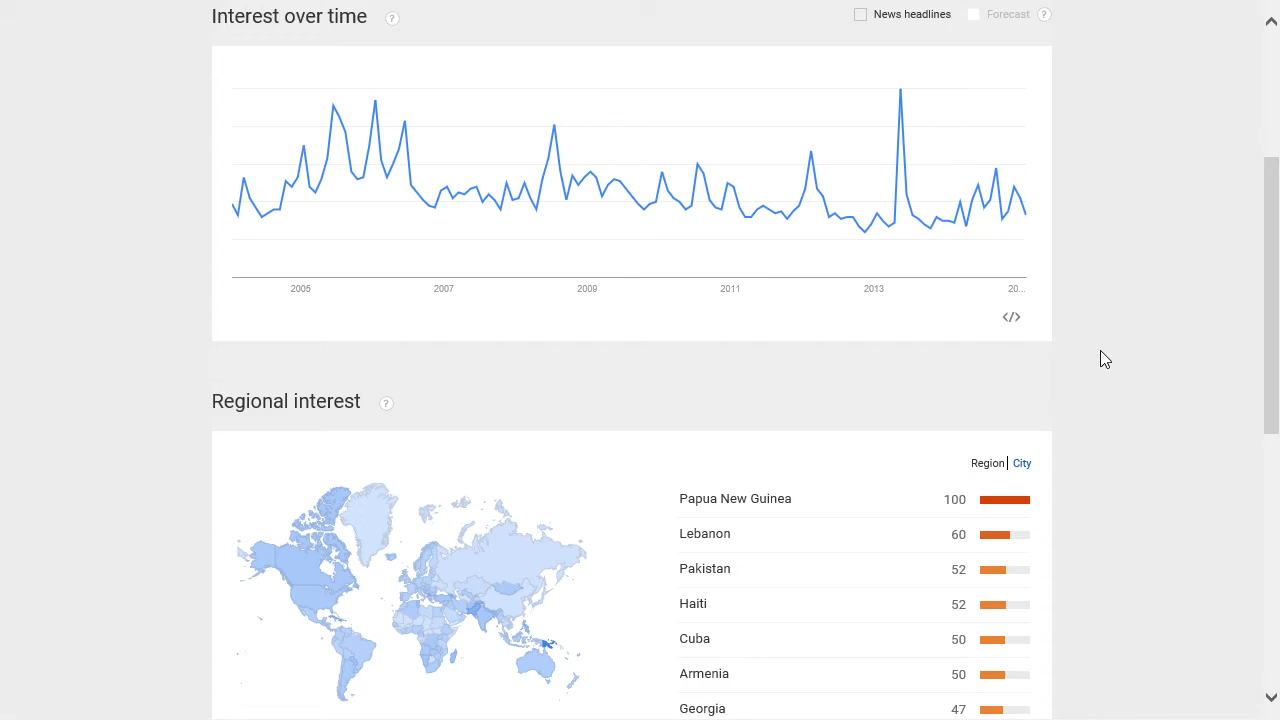 Interest over time ?
News headlines Forecast ?
2005 2007 2009 2011 2013 20...
</>
Regional interest ?
Region City
Papua New Guinea 100
Lebanon 60
Pakistan 52
Haiti 52
Cuba 50
Armenia 50
Georgia 47